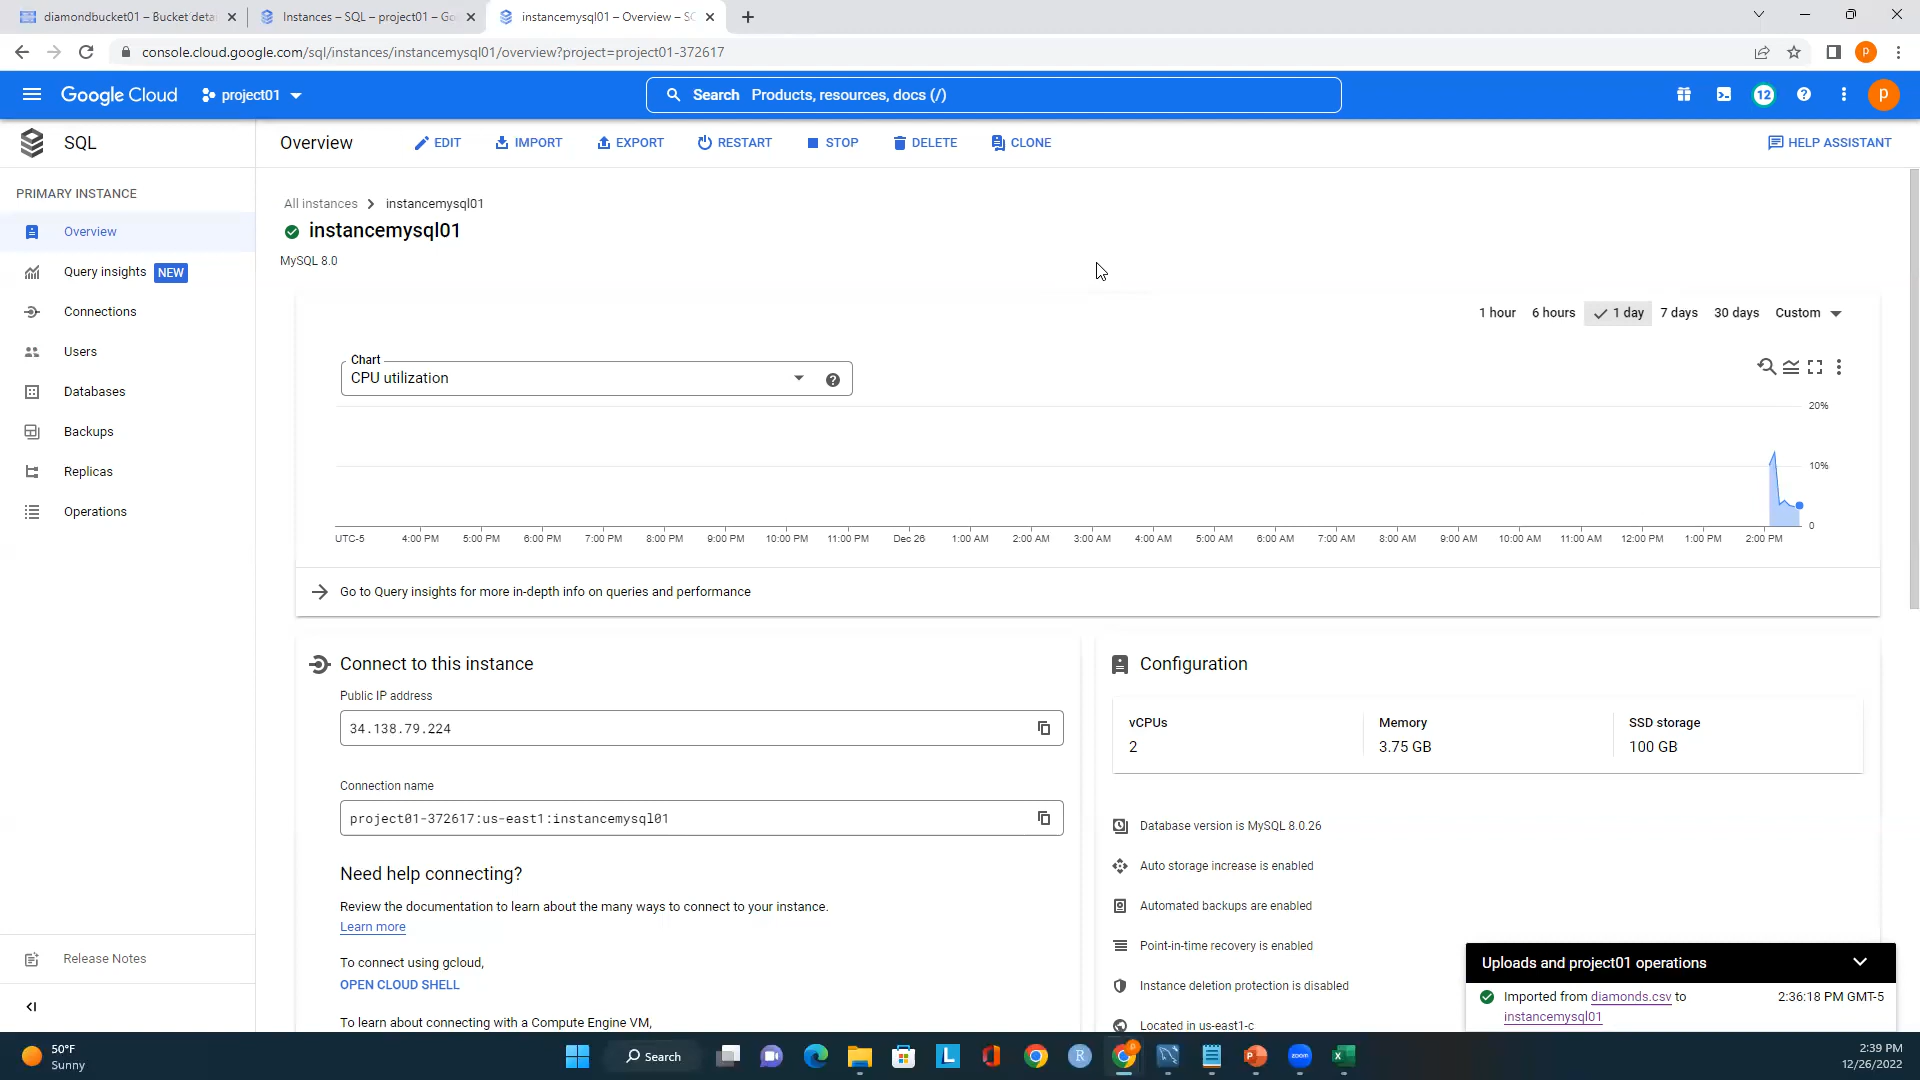 diamondbucket01 – Bucket detai
Instances – SQL – project01 – Go
instancemysql01 – Overview – SQ
console.cloud.google.com/sql/instances/instancemysql01/overview?project=project01-372617
P
Google Cloud
project01
Search Products, resources, docs (/)
12
P
SQL
Overview
EDIT
IMPORT
EXPORT
RESTART
STOP
DELETE
CLONE
HELP ASSISTANT
PRIMARY INSTANCE
Overview
Query insights NEW
Connections
Users
Databases
Backups
Replicas
Operations
Release Notes
All instances
instancemysql01
instancemysql01
MySQL 8.0
1 hour
6 hours
1 day
7 days
30 days
Custom
Chart
CPU utilization
20%
10%
0
UTC-5 4:00 PM 5:00 PM 6:00 PM 7:00 PM 8:00 PM 9:00 PM 10:00 PM 11:00 PM Dec 26 1:00 AM 2:00 AM 3:00 AM 4:00 AM 5:00 AM 6:00 AM 7:00 AM 8:00 AM 9:00 AM 10:00 AM 11:00 AM 12:00 PM 1:00 PM 2:00 PM
Go to Query insights for more in-depth info on queries and performance
Connect to this instance
Public IP address
34.138.79.224
Connection name
project01-372617:us-east1:instancemysql01
Need help connecting?
Review the documentation to learn about the many ways to connect to your instance.
Learn more
To connect using gcloud,
OPEN CLOUD SHELL
To learn about connecting with a Compute Engine VM,
Configuration
vCPUs
2
Memory
3.75 GB
SSD storage
100 GB
Database version is MySQL 8.0.26
Auto storage increase is enabled
Automated backups are enabled
Point-in-time recovery is enabled
Instance deletion protection is disabled
Located in us-east1-c
Uploads and project01 operations
Imported from diamonds.csv to
instancemysql01
2:36:18 PM GMT-5
50°F
Sunny
Search
L
R
zoom
2:39 PM
12/26/2022